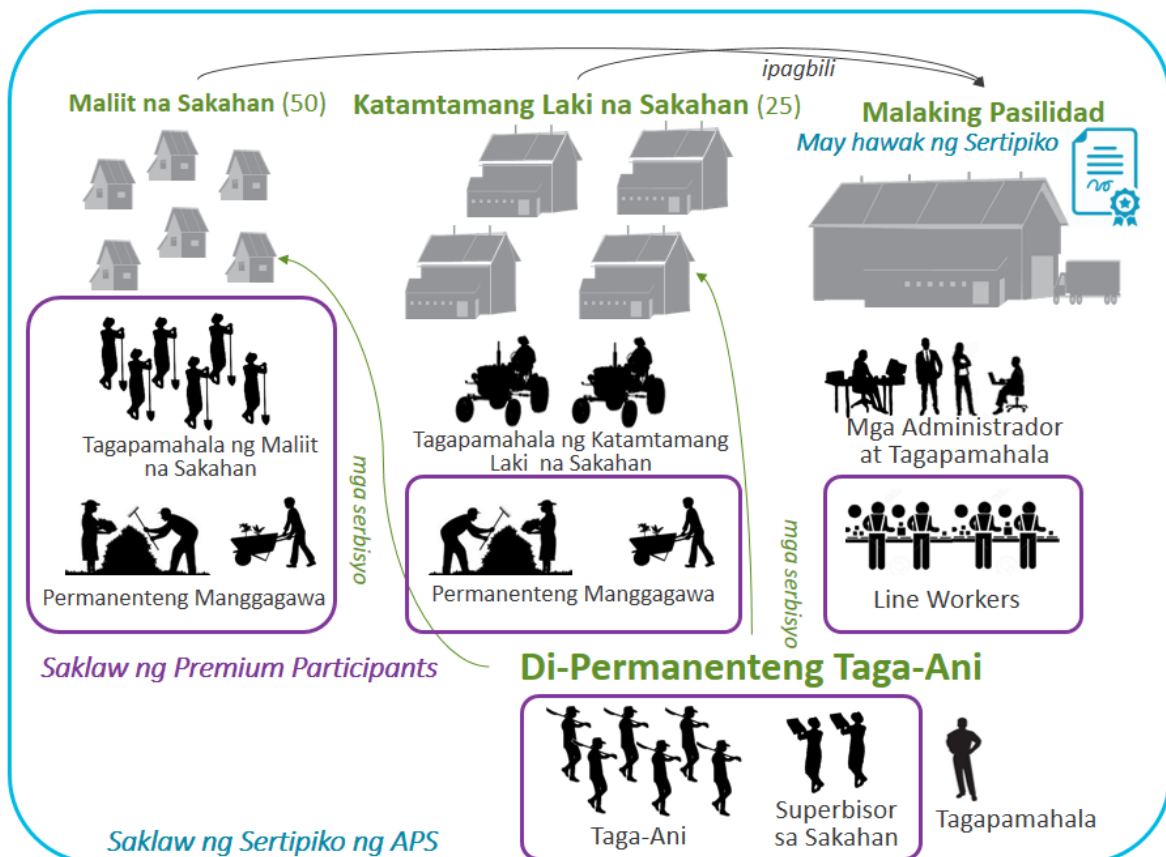 ipagbili
Maliit na Sakahan (50)
Katamtamang Laki na Sakahan (25)
Malaking Pasilidad
May hawak ng Sertipiko
Tagapamahala ng Maliit
na Sakahan
Permanenteng Manggagawa
mga serbisyo
Tagapamahala ng Katamtamang
Laki na Sakahan
Permanenteng Manggagawa
mga serbisyo
Mga Administrador
at Tagapamahala
Line Workers
Saklaw ng Premium Participants
Di-Permanenteng Taga-Ani
Taga-Ani
Superbisor
sa Sakahan
Tagapamahala
Saklaw ng Sertipiko ng APS